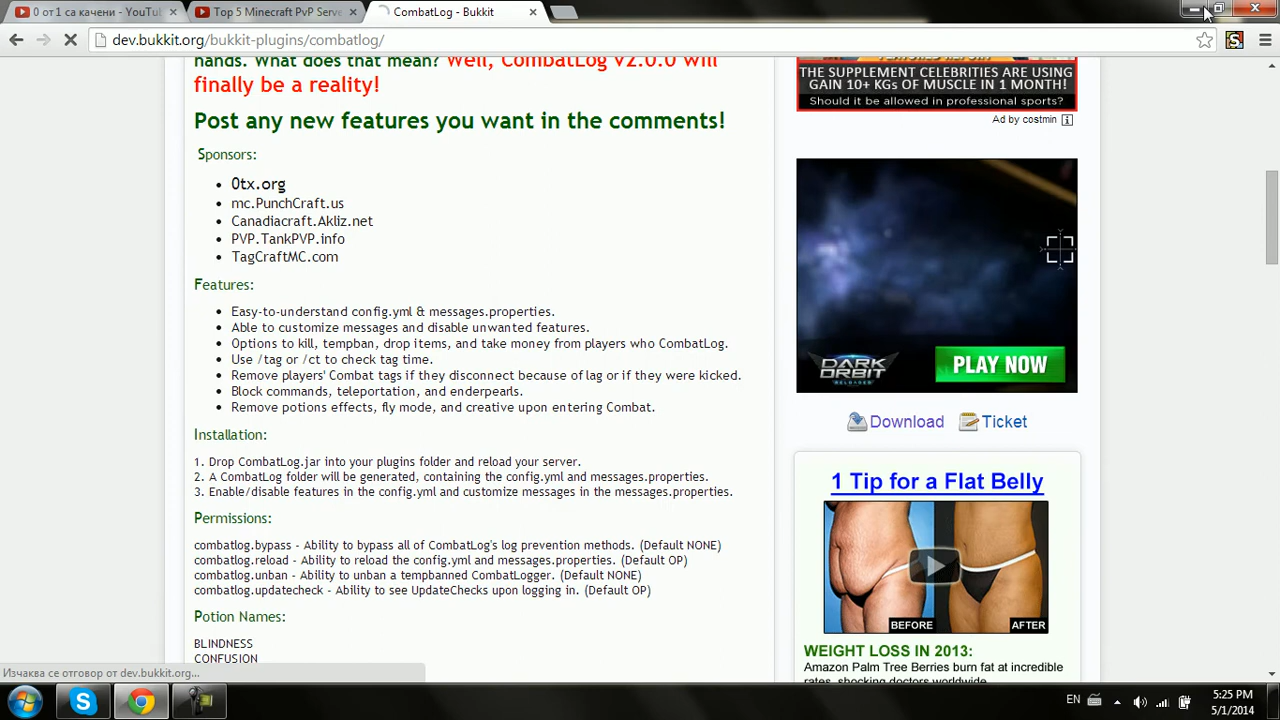 0 от1 са качени - YouTu
Top 5 Minecraft PvP Serve
CombatLog - Bukkit
dev.bukkit.org/bukkit-plugins/combatlog/
hands. What does that mean? Well, CombatLog v2.0.0 will
finally be a reality!
Post any new features you want in the comments!
Sponsors:
0tx.org
mc.PunchCraft.us
Canadiacraft.Akliz.net
PVP.TankPVP.info
TagCraftMC.com
Features:
Easy-to-understand config.yml & messages.properties.
Able to customize messages and disable unwanted features.
Options to kill, tempban, drop items, and take money from players who CombatLog.
Use /tag or /ct to check tag time.
Remove players' Combat tags if they disconnect because of lag or if they were kicked.
Block commands, teleportation, and enderpearls.
Remove potions effects, fly mode, and creative upon entering Combat.
Installation:
1. Drop CombatLog.jar into your plugins folder and reload your server.
2. A CombatLog folder will be generated, containing the config.yml and messages.properties.
3. Enable/disable features in the config.yml and customize messages in the messages.properties.
Permissions:
combatlog.bypass - Ability to bypass all of CombatLog's log prevention methods. (Default NONE)
combatlog.reload - Ability to reload the config.yml and messages.properties. (Default OP)
combatlog.unban - Ability to unban a tempbanned CombatLogger. (Default NONE)
combatlog.updatecheck - Ability to see UpdateChecks upon logging in. (Default OP)
Potion Names:
BLINDNESS
CONFUSION
Изчаква се отговор от dev.bukkit.org...
THE SUPPLEMENT CELEBRITIES ARE USING
GAIN 10+ KGs OF MUSCLE IN 1 MONTH!
Should it be allowed in professional sports?
Ad by costmin
DARK
ORBIT
RELOADED
PLAY NOW
Download
Ticket
1 Tip for a Flat Belly
BEFORE
AFTER
WEIGHT LOSS IN 2013:
Amazon Palm Tree Berries burn fat at incredible
rates, shocking doctors worldwide.
EN
5:25 PM
5/1/2014